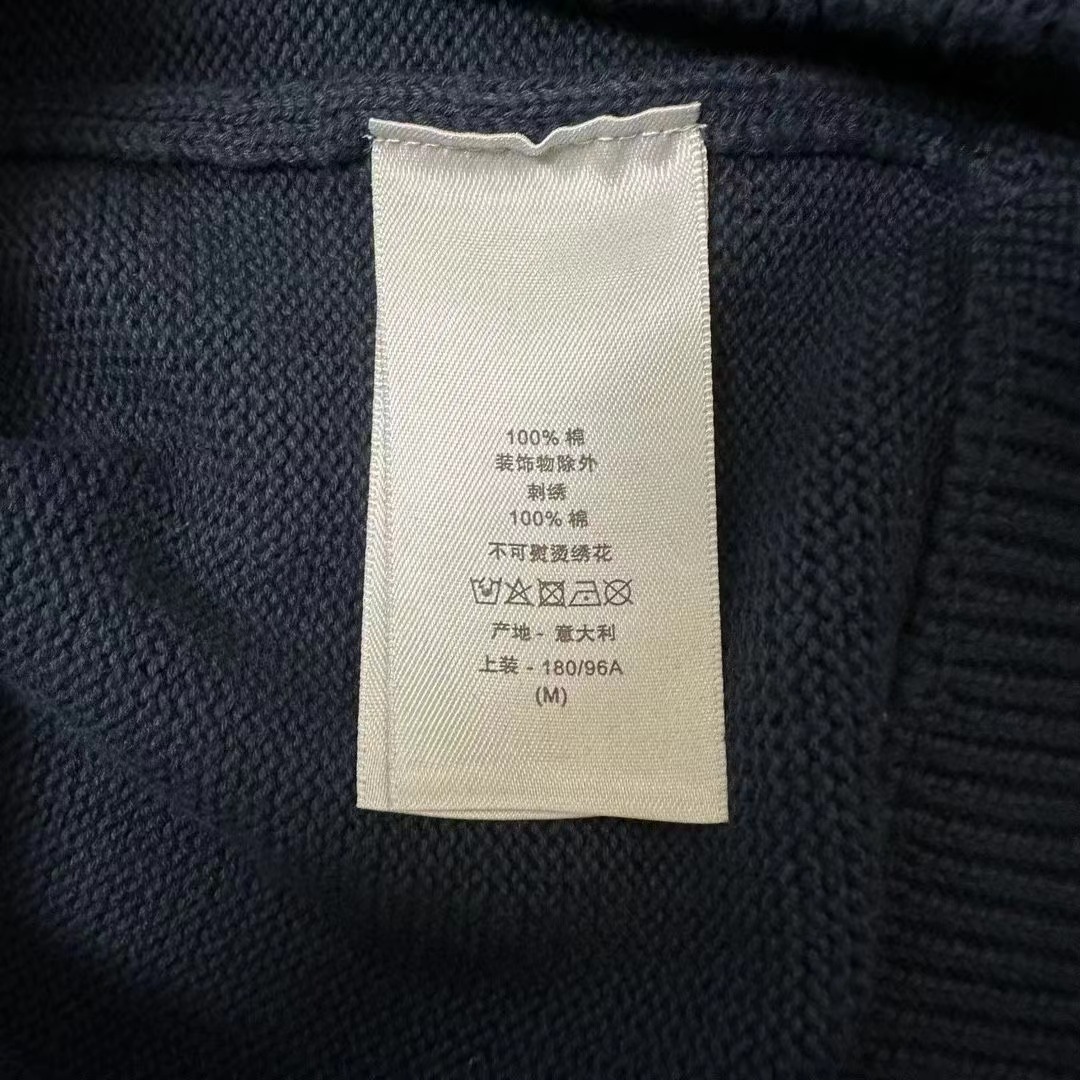 100% 棉
装饰物除外
刺绣
100% 棉
不可熨烫绣花
产地 - 意大利
上装 - 180/96A
(M)